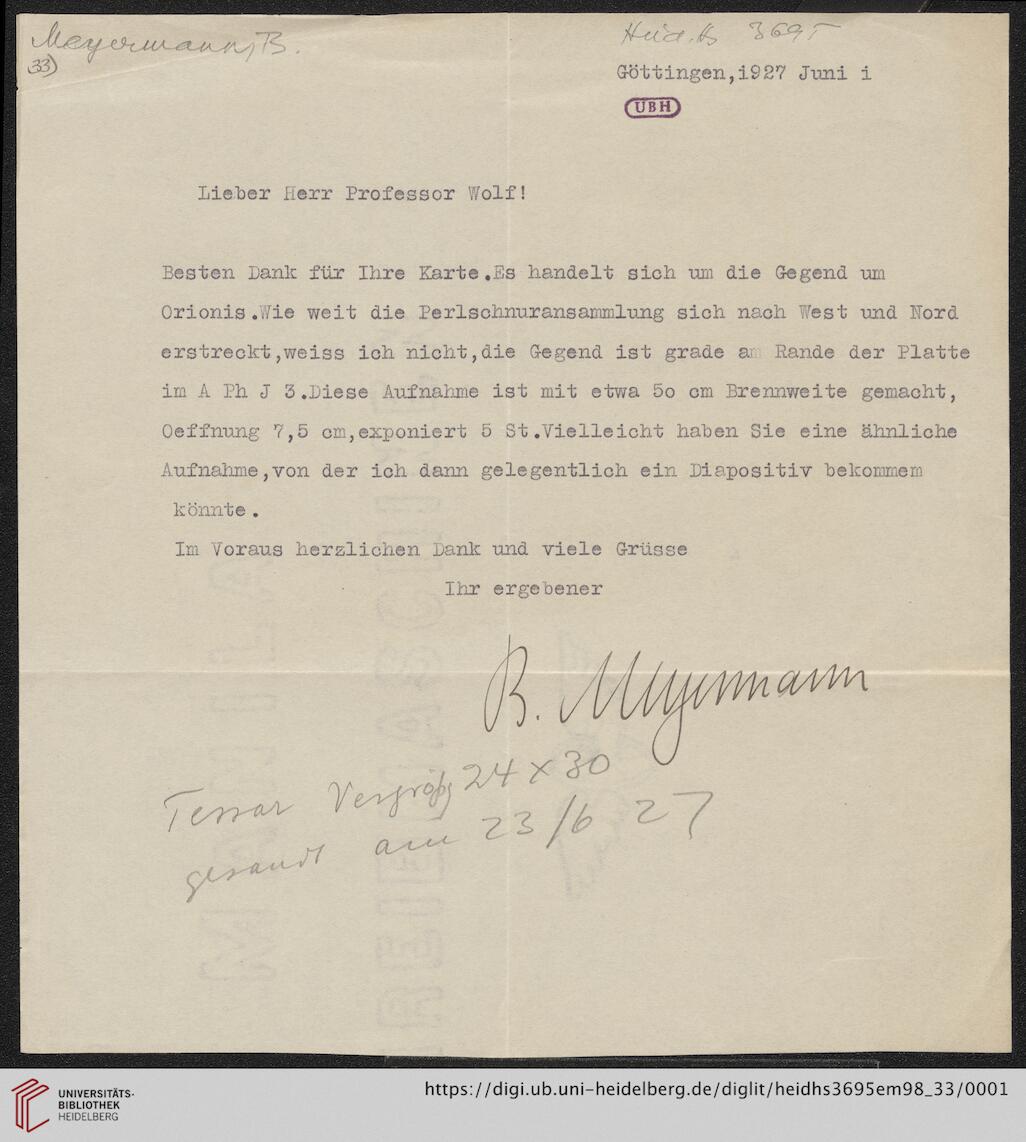 Meyermann, B.
33)
Heid. Hs 3695
Göttingen,i927 Juni i
UBH
Lieber Herr Professor Wolf!
Besten Dank für Ihre Karte.Es handelt sich um die Gegend um
Orionis.Wie weit die Perlschnuransammlung sich nach West und Nord
erstreckt,weiss ich nicht,die Gegend ist grade am Rande der Platte
im A Ph J 3.Diese Aufnahme ist mit etwa 5o cm Brennweite gemacht,
Oeffnung 7,5 cm,exponiert 5 St.Vielleicht haben Sie eine ähnliche
Aufnahme,von der ich dann gelegentlich ein Diapositiv bekommem
könnte.
Im Voraus herzlichen Dank und viele Grüsse
Ihr ergebener
B. Meyermann
Tessar Vergröß 24 x 30
gesandt am 23/6 27
UNIVERSITÄTS-
BIBLIOTHEK
HEIDELBERG
https://digi.ub.uni-heidelberg.de/diglit/heidhs3695em98_33/0001